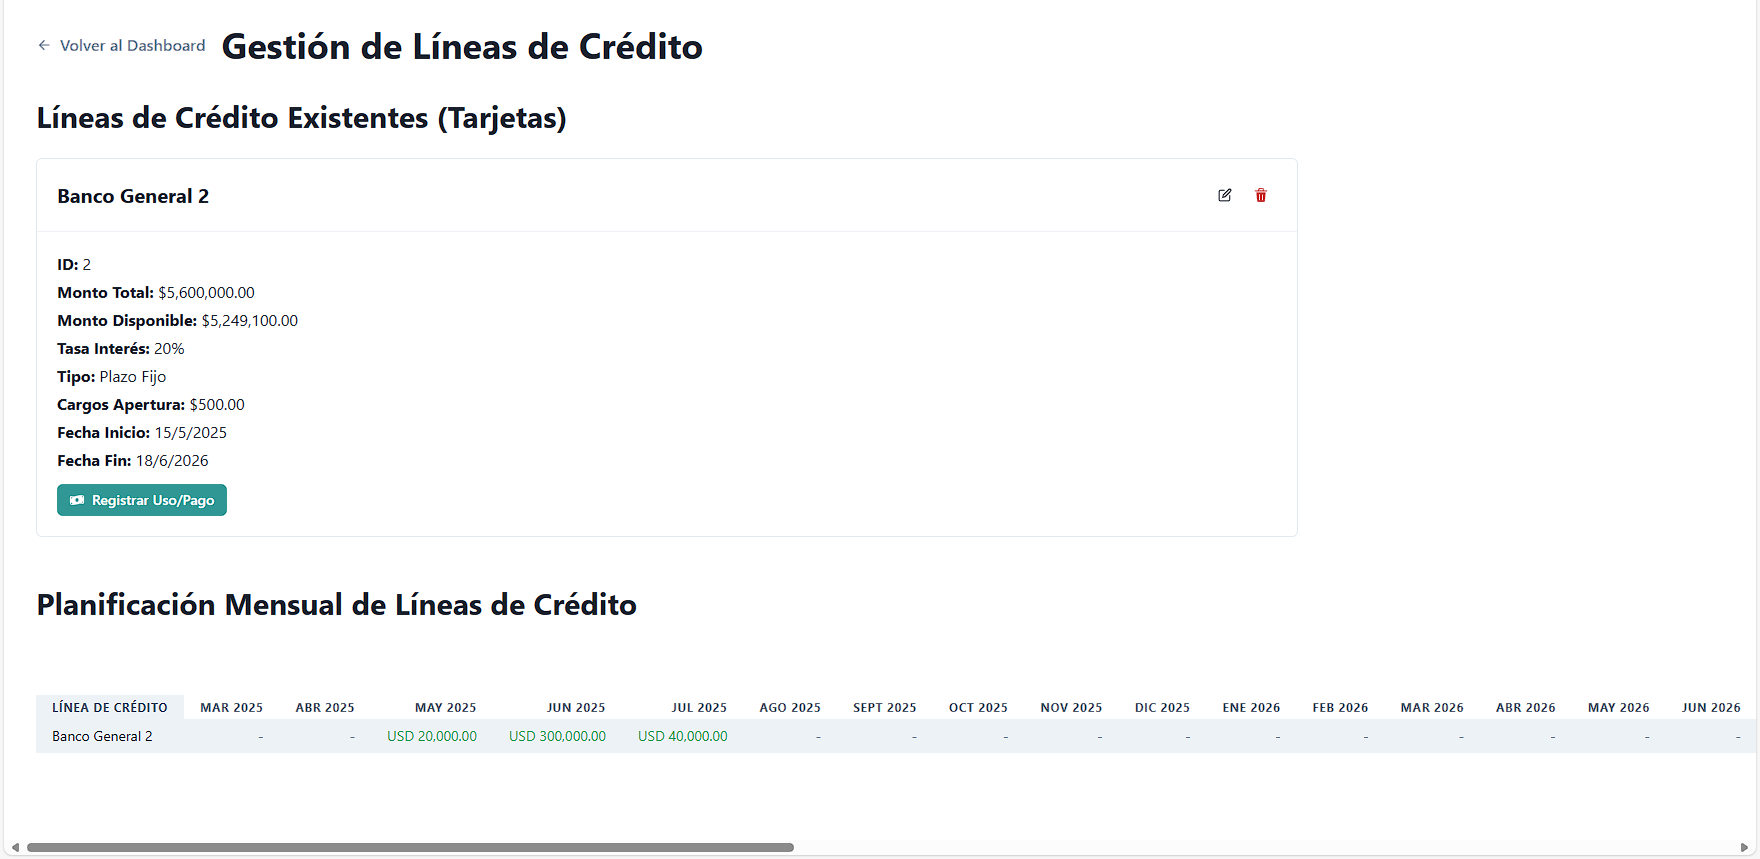 Volver al Dashboard Gestión de Líneas de Crédito
Líneas de Crédito Existentes (Tarjetas)
Banco General 2
ID: 2
Monto Total: $5,600,000.00
Monto Disponible: $5,249,100.00
Tasa Interés: 20%
Tipo: Plazo Fijo
Cargos Apertura: $500.00
Fecha Inicio: 15/5/2025
Fecha Fin: 18/6/2026
Registrar Uso/Pago
Planificación Mensual de Líneas de Crédito
LÍNEA DE CRÉDITO MAR 2025 ABR 2025 MAY 2025 JUN 2025 JUL 2025 AGO 2025 SEPT 2025 OCT 2025 NOV 2025 DIC 2025 ENE 2026 FEB 2026 MAR 2026 ABR 2026 MAY 2026 JUN 2026
Banco General 2 - - USD 20,000.00 USD 300,000.00 USD 40,000.00 - - - - - - - - - - -